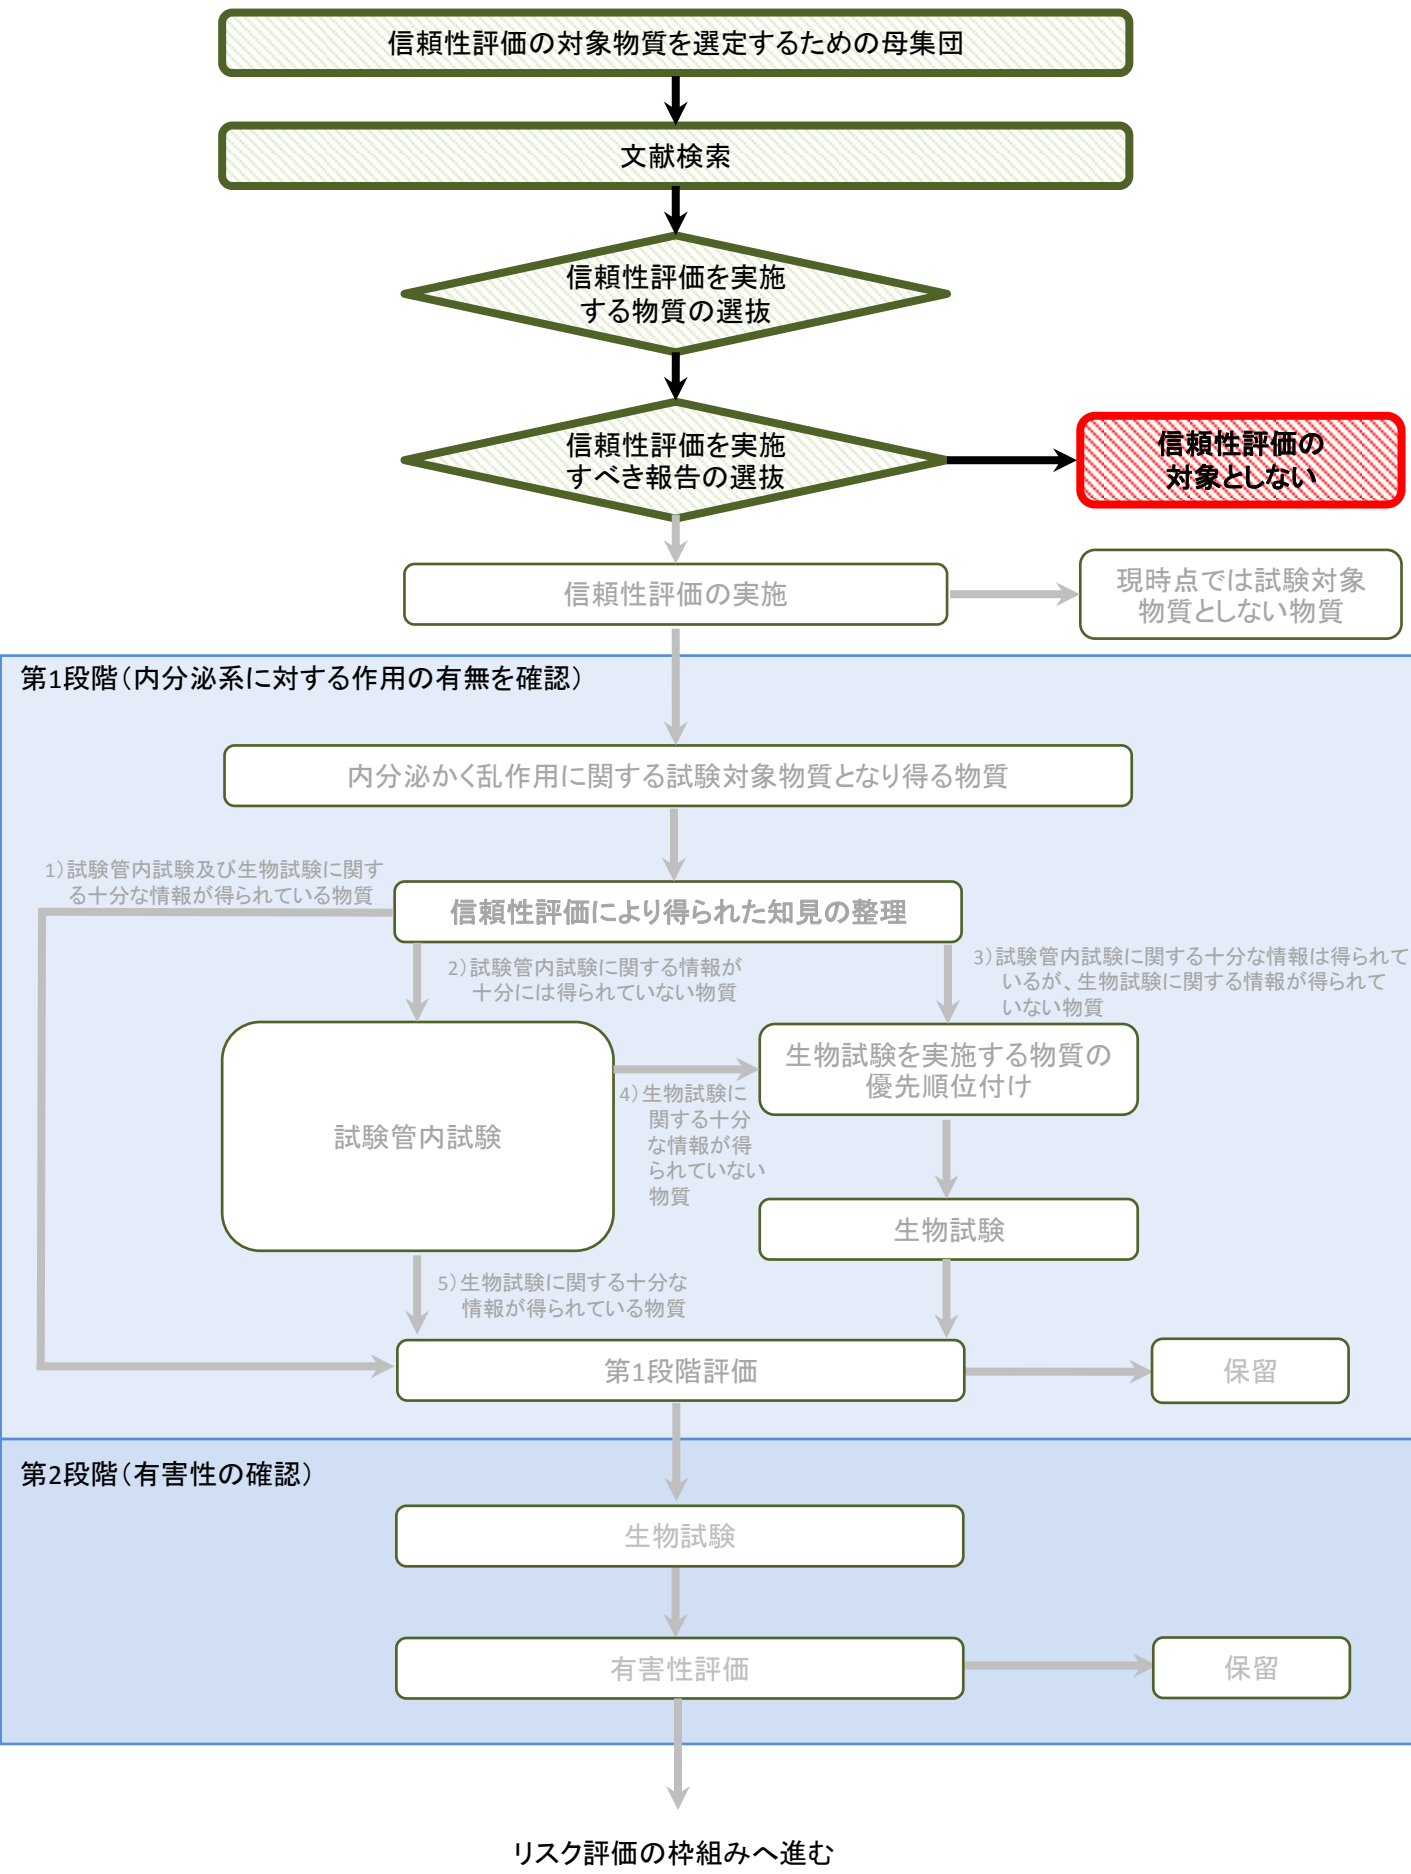 信頼性評価の対象物質を選定するための母集団
文献検索
信頼性評価を実施
する物質の選抜
信頼性評価を実施
すべき報告の選抜
信頼性評価の
対象としない
信頼性評価の実施
現時点では試験対象
物質としない物質
第1段階（内分泌系に対する作用の有無を確認）
内分泌かく乱作用に関する試験対象物質となり得る物質
1）試験管内試験及び生物試験に関す
る十分な情報が得られている物質
信頼性評価により得られた知見の整理
2）試験管内試験に関する情報が
十分には得られていない物質
3）試験管内試験に関する十分な情報は得られて
いるが、生物試験に関する情報が得られて
いない物質
試験管内試験
4）生物試験に
関する十分
な情報が得
られていない
物質
生物試験を実施する物質の
優先順位付け
生物試験
5）生物試験に関する十分な
情報が得られている物質
第1段階評価
保留
第2段階（有害性の確認）
生物試験
有害性評価
保留
リスク評価の枠組みへ進む